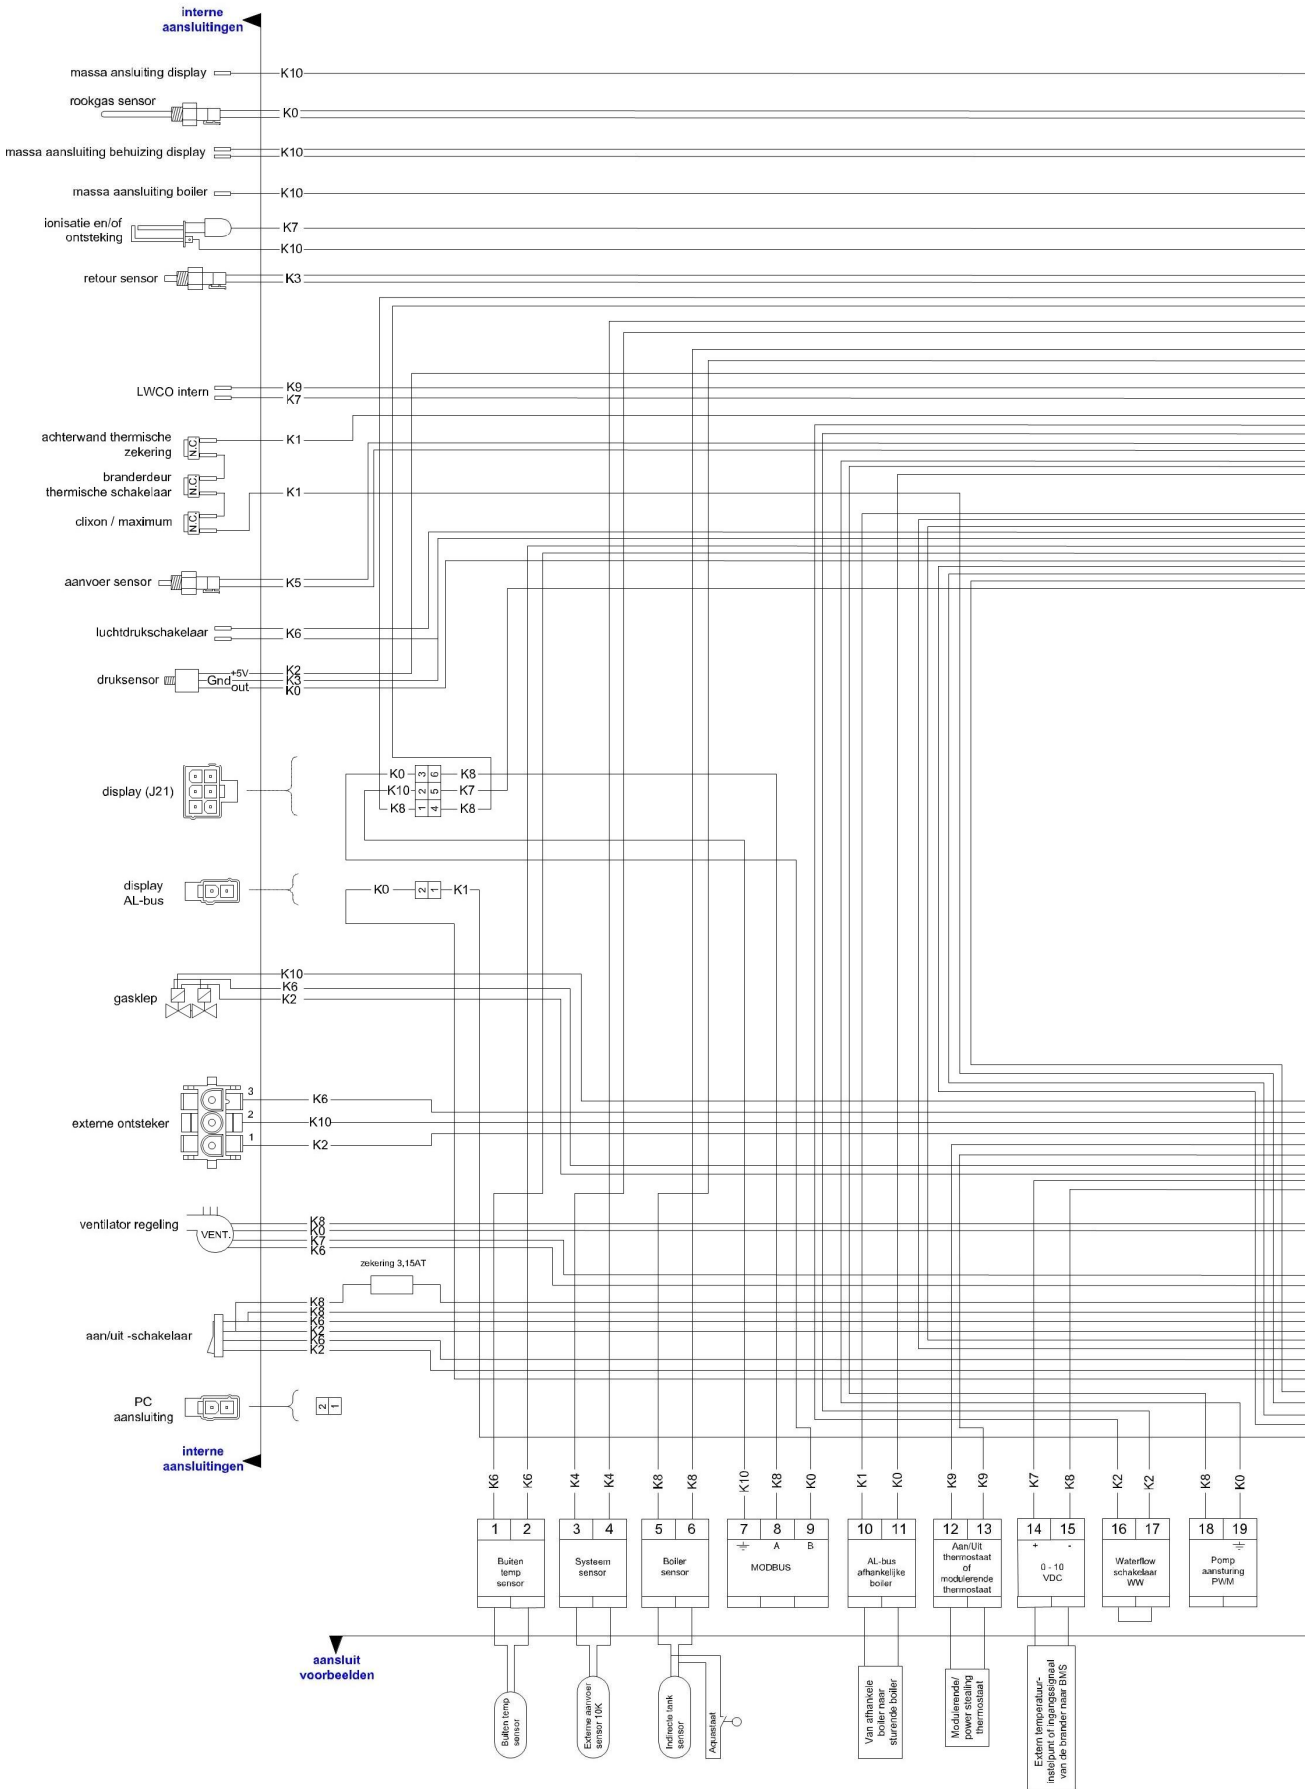 interne
aansluitingen
massa ansluiting display
K10
rookgas sensor
K0
massa aansluiting behuizing display
K10
massa aansluiting boiler
K10
ionisatie en/of
ontsteking
K7
K10
retour sensor
K3
LWCO intern
K9
K7
achterwand thermische
zekering
N.C.
K1
branderdeur
thermische schakelaar
N.C.
K1
clixon / maximum
N.C.
aanvoer sensor
K5
luchtdrukschakelaar
K6
druksensor
+5V
Gnd
out
K2
K3
K0
display (J21)
K0 3 6 K8
K10 2 5 K7
K8 1 4 K8
display
AL-bus
K0 2 1 K1
gasklep
K10
K6
K2
externe ontsteker
3
K6
2
K10
1
K2
ventilator regeling
VENT.
K8
K0
K7
K6
zekering 3,15AT
aan/uit -schakelaar
K8
K8
K6
K2
K6
K2
PC
aansluiting
2 1
interne
aansluitingen
K6 K6 K4 K4 K8 K8 K10 K8 K0 K1 K0 K9 K9 K7 K8 K2 K2 K8 K0
1 2 3 4 5 6 7 8 9 10 11 12 13 14 15 16 17 18 19
A B + -
Buiten
temp
sensor
Systeem
sensor
Boiler
sensor
MODBUS
AL-bus
afhankelijke
boiler
Aan/Uit
thermostaat
of
modulerende
thermostaat
0 - 10
VDC
Waterflow
schakelaar
WW
Pomp
aansturing
PWM
aansluit
voorbeelden
Buiten temp
sensor
Externe aanvoer
sensor 10K
Indirecte tank
sensor
Aquastaat
Van afhankele
boiler naar
sturende boiler
Modulerende/
power stealing
thermostaat
Extern temperatuur-
instelpunt of ingangssignaal
van de brander naar BMS